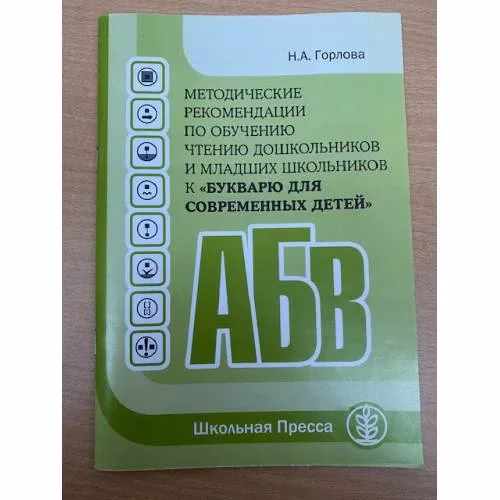 Н.А. Горлова
МЕТОДИЧЕСКИЕ
РЕКОМЕНДАЦИИ
ПО ОБУЧЕНИЮ
ЧТЕНИЮ ДОШКОЛЬНИКОВ
И МЛАДШИХ ШКОЛЬНИКОВ
К «БУКВАРЮ ДЛЯ
СОВРЕМЕННЫХ ДЕТЕЙ»
АБВ
Школьная Пресса